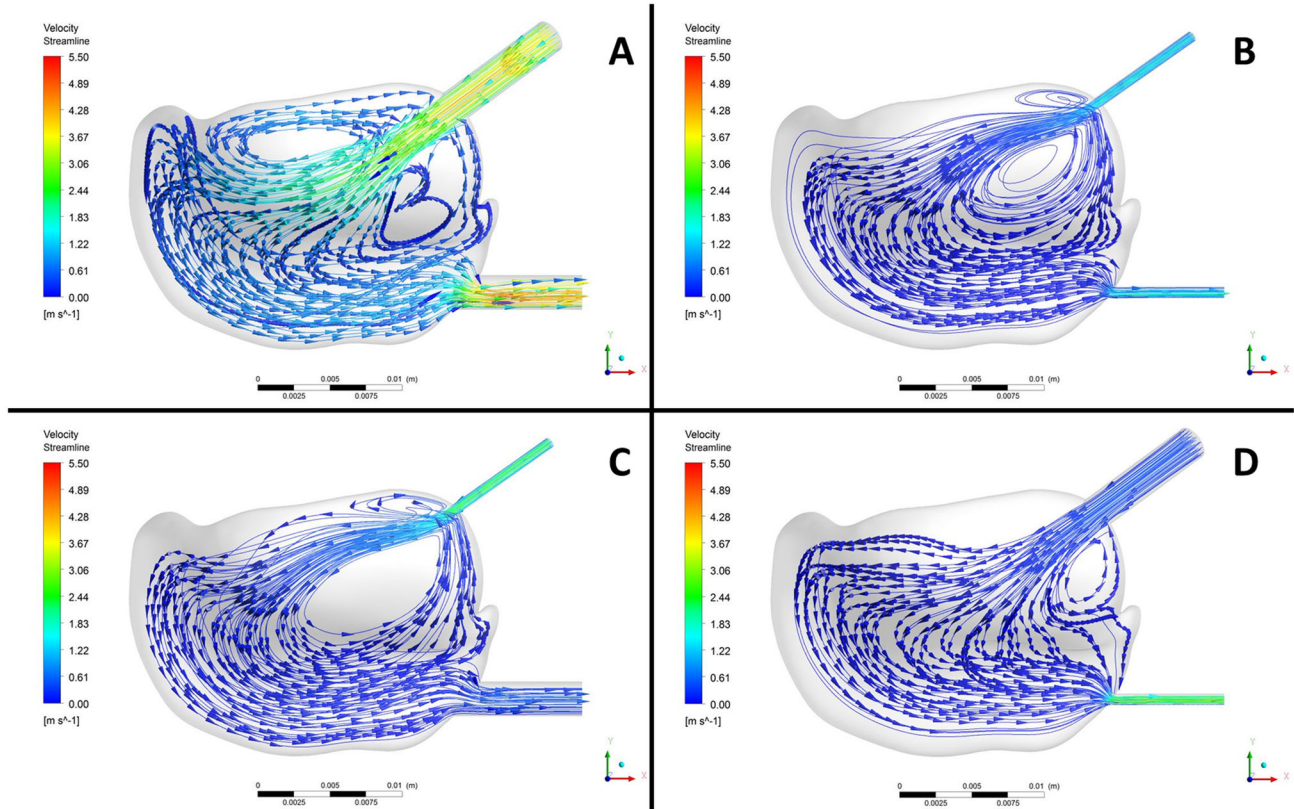 Velocity
Streamline
5.50
4.89
4.28
3.67
3.06
2.44
1.83
1.22
0.61
0.00
[m s^-1]
A
Y
Z
X
0 0.005 0.01 (m)
0.0025 0.0075
Velocity
Streamline
5.50
4.89
4.28
3.67
3.06
2.44
1.83
1.22
0.61
0.00
[m s^-1]
B
Y
Z
X
0 0.005 0.01 (m)
0.0025 0.0075
Velocity
Streamline
5.50
4.89
4.28
3.67
3.06
2.44
1.83
1.22
0.61
0.00
[m s^-1]
C
Y
Z
X
0 0.005 0.01 (m)
0.0025 0.0075
Velocity
Streamline
5.50
4.89
4.28
3.67
3.06
2.44
1.83
1.22
0.61
0.00
[m s^-1]
D
Y
Z
X
0 0.005 0.01 (m)
0.0025 0.0075